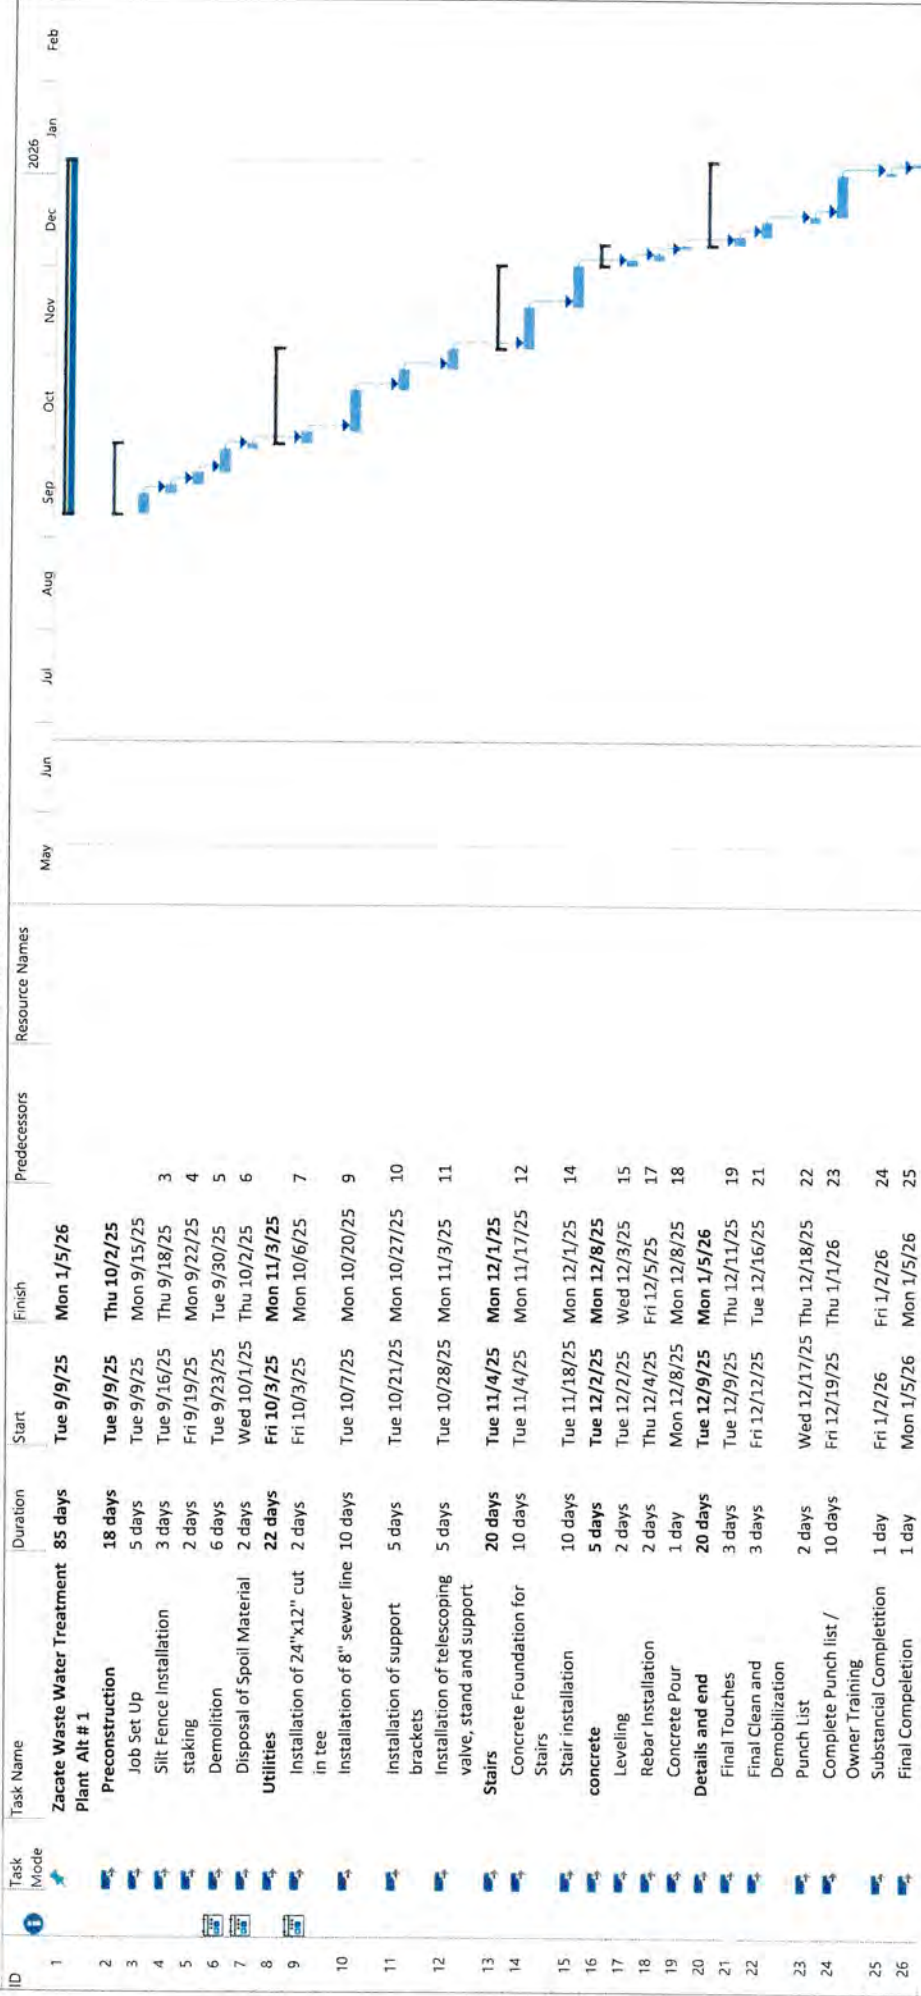 ID Task Mode Task Name Duration Start Finish Predecessors Resource Names May Jun Jul Aug Sep Oct Nov Dec 2026 Jan Feb
1 Zacate Waste Water Treatment Plant Alt # 1 85 days Tue 9/9/25 Mon 1/5/26
2 Preconstruction 18 days Tue 9/9/25 Thu 10/2/25
3 Job Set Up 5 days Tue 9/9/25 Mon 9/15/25
4 Silt Fence Installation 3 days Tue 9/16/25 Thu 9/18/25 3
5 staking 2 days Fri 9/19/25 Mon 9/22/25 4
6 Demolition 6 days Tue 9/23/25 Tue 9/30/25 5
7 Disposal of Spoil Material 2 days Wed 10/1/25 Thu 10/2/25 6
8 Utilities 22 days Fri 10/3/25 Mon 11/3/25
9 Installation of 24"x12" cut in tee 2 days Fri 10/3/25 Mon 10/6/25 7
10 Installation of 8" sewer line 10 days Tue 10/7/25 Mon 10/20/25 9
11 Installation of support brackets 5 days Tue 10/21/25 Mon 10/27/25 10
12 Installation of telescoping valve, stand and support 5 days Tue 10/28/25 Mon 11/3/25 11
13 Stairs 20 days Tue 11/4/25 Mon 12/1/25
14 Concrete Foundation for Stairs 10 days Tue 11/4/25 Mon 11/17/25 12
15 Stair installation 10 days Tue 11/18/25 Mon 12/1/25 14
16 concrete 5 days Tue 12/2/25 Mon 12/8/25
17 Leveling 2 days Tue 12/2/25 Wed 12/3/25 15
18 Rebar Installation 2 days Thu 12/4/25 Fri 12/5/25 17
19 Concrete Pour 1 day Mon 12/8/25 Mon 12/8/25 18
20 Details and end 20 days Tue 12/9/25 Mon 1/5/26
21 Final Touches 3 days Tue 12/9/25 Thu 12/11/25 19
22 Final Clean and Demobilization 3 days Fri 12/12/25 Tue 12/16/25 21
23 Punch List 2 days Wed 12/17/25 Thu 12/18/25 22
24 Complete Punch list / Owner Training 10 days Fri 12/19/25 Thu 1/1/26 23
25 Substancial Completition 1 day Fri 1/2/26 Fri 1/2/26 24
26 Final Competion 1 day Mon 1/5/26 Mon 1/5/26 25